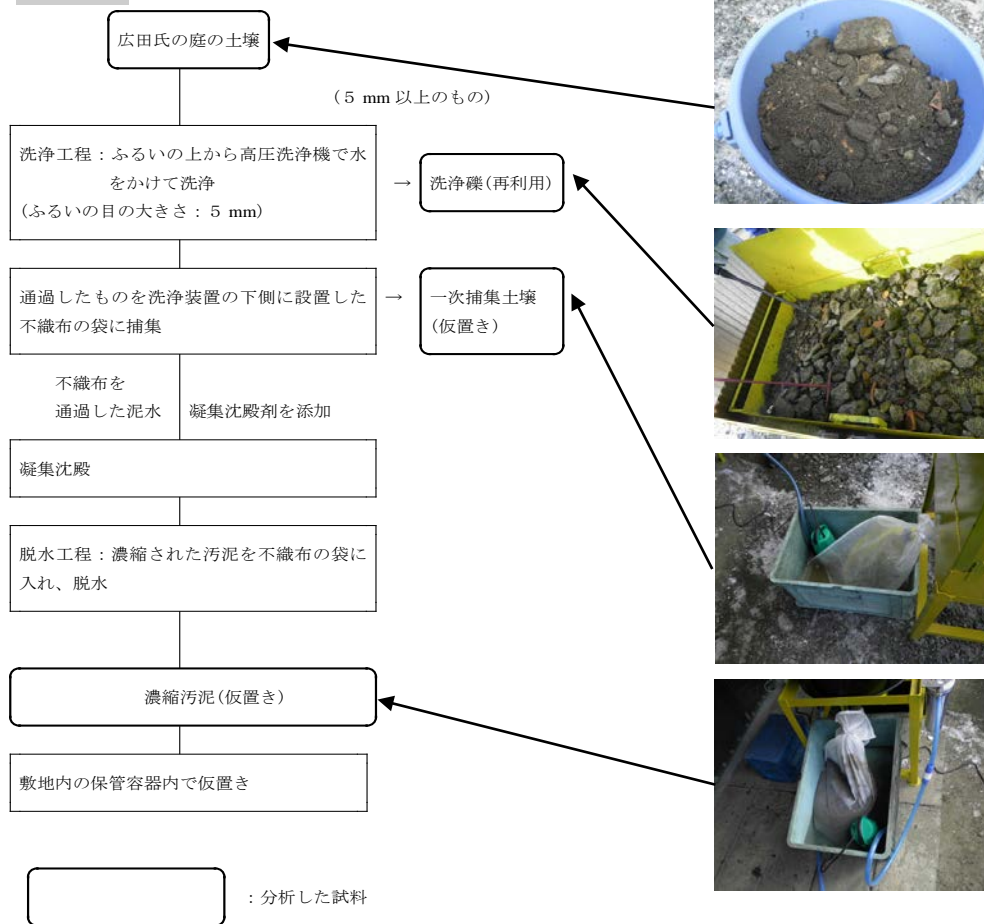 広田氏の庭の土壌
(5 mm 以上のもの)
洗浄工程：ふるいの上から高圧洗浄機で水
をかけて洗浄
(ふるいの目の大きさ：5 mm)
→
洗浄礫(再利用)
通過したものを洗浄装置の下側に設置した
不織布の袋に捕集
→
一次捕集土壌
(仮置き)
不織布を
通過した泥水
凝集沈殿剤を添加
凝集沈殿
脱水工程：濃縮された汚泥を不織布の袋に
入れ、脱水
濃縮汚泥(仮置き)
敷地内の保管容器内で仮置き
：分析した試料